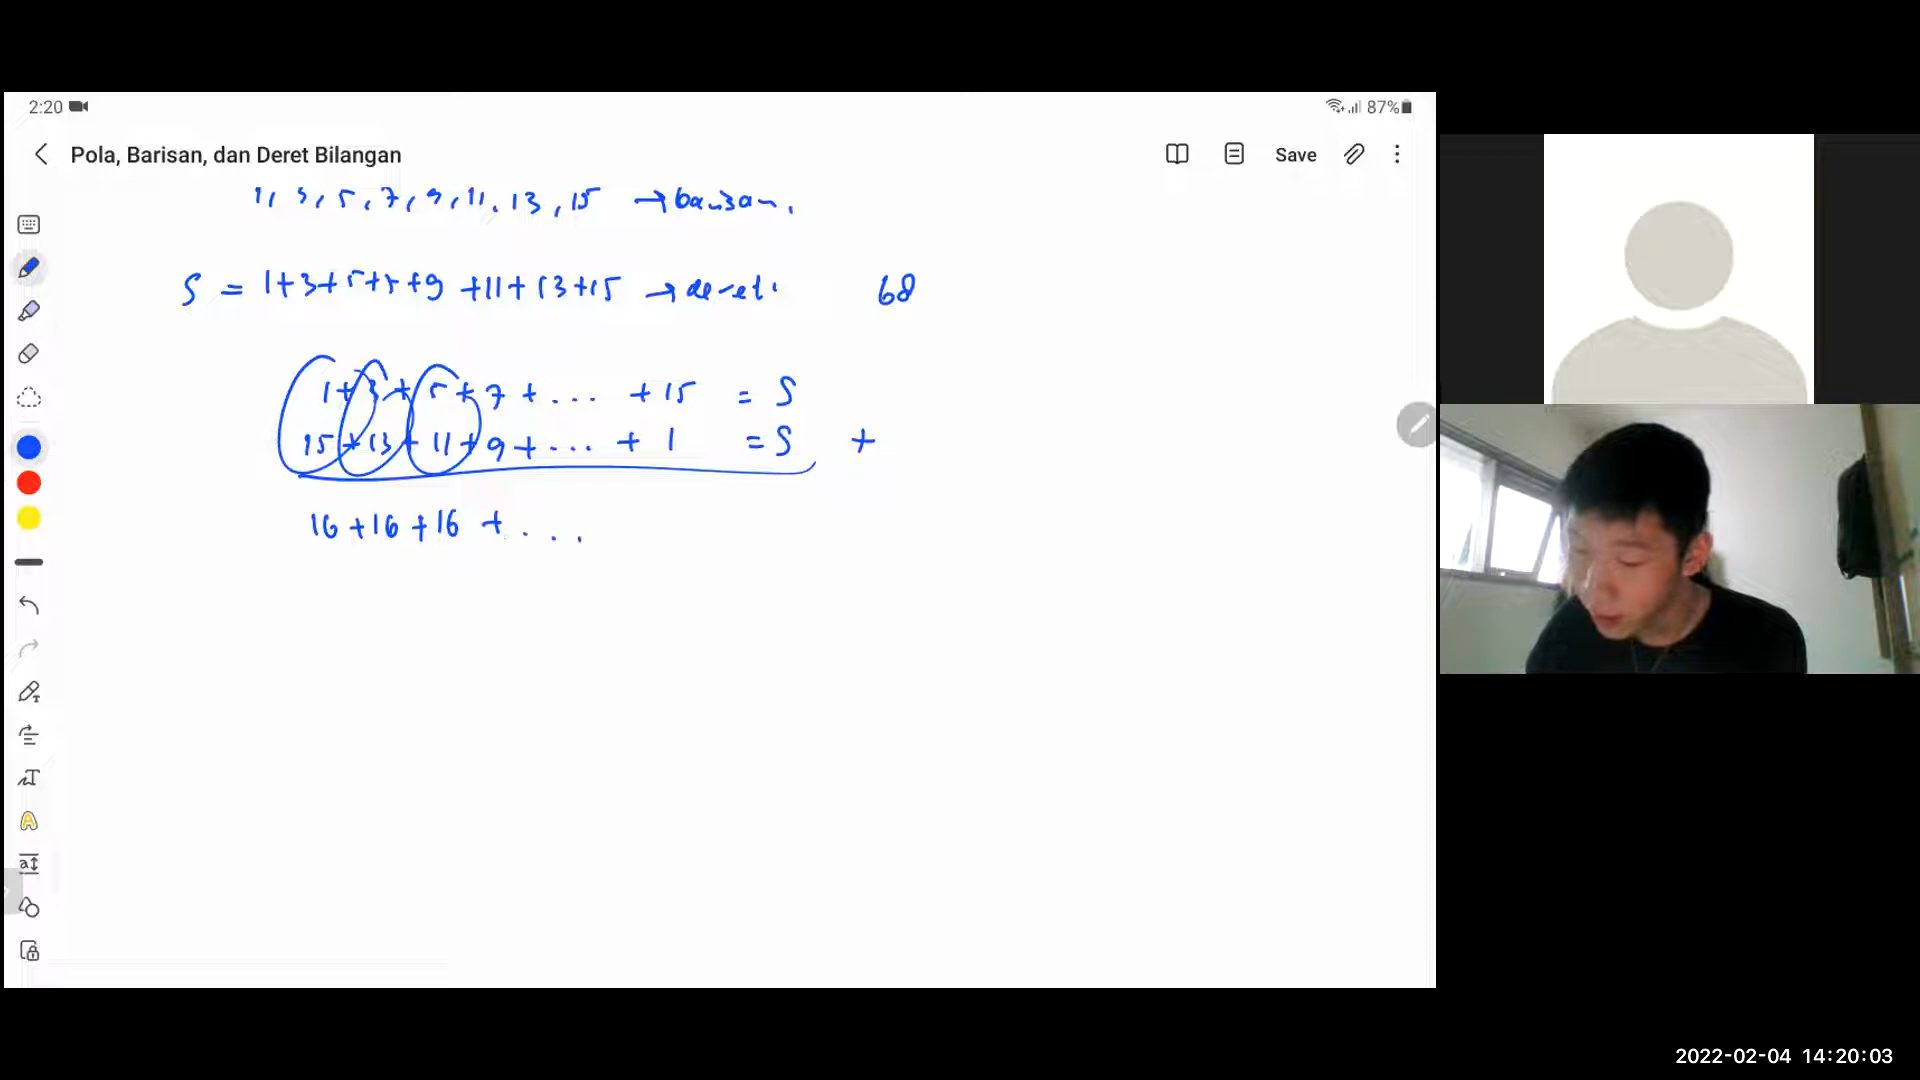 2:20 87%
Pola, Barisan, dan Deret Bilangan Save
1, 3, 5, 7, 9, 11, 13, 15 → barisan.
S = 1+3+5+7+9+11+13+15 → deret. 68
1+3+5+7+...+15 = S
15+13+11+9+...+1 = S +
16+16+16+...
2022-02-04 14:20:03